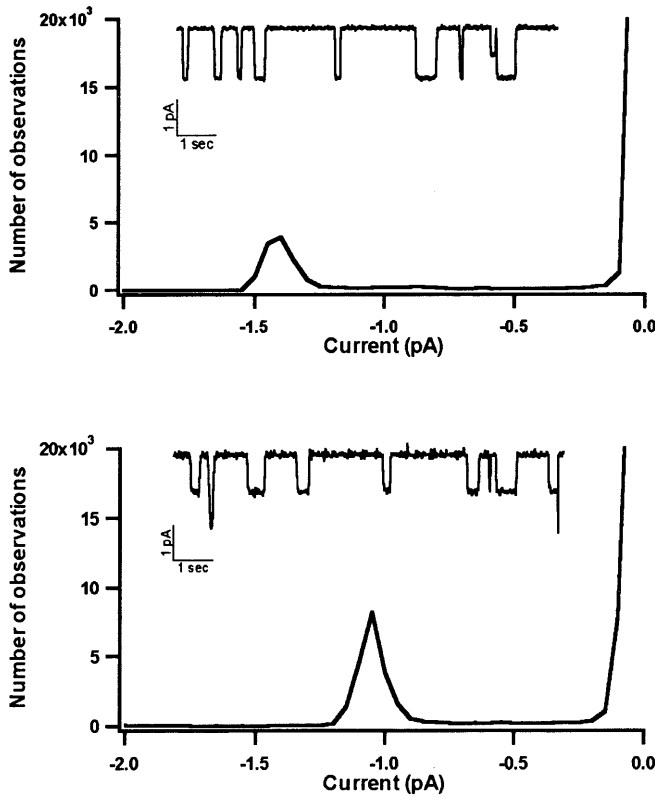 20x10³
15
10
5
0
Number of observations
1 pA
1 sec
-2.0
-1.5
-1.0
-0.5
0.0
Current (pA)
20x10³
15
10
5
0
Number of observations
1 pA
1 sec
-2.0
-1.5
-1.0
-0.5
0.0
Current (pA)